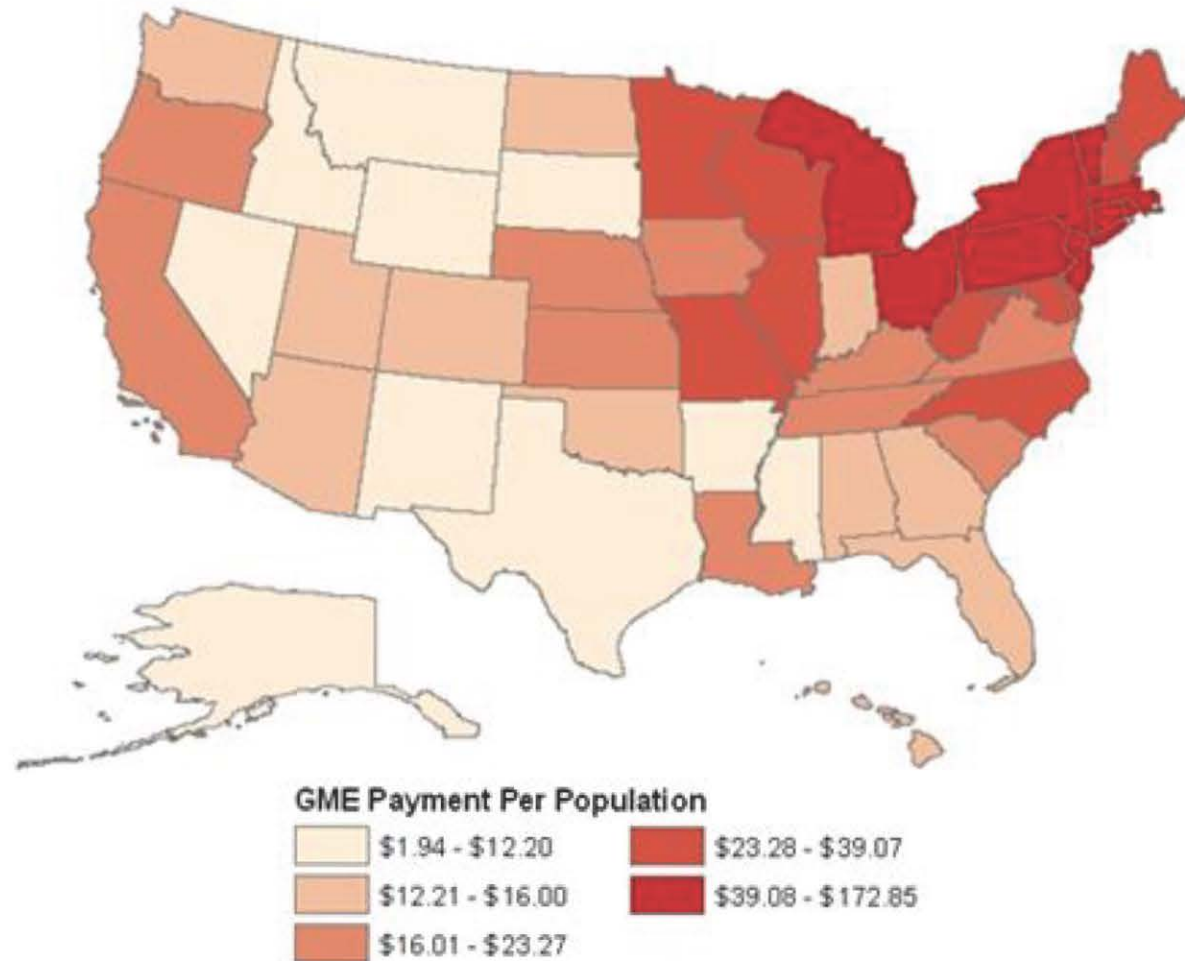 GME Payment Per Population
$1.94 - $12.20
$12.21 - $16.00
$16.01 - $23.27
$23.28 - $39.07
$39.08 - $172.85